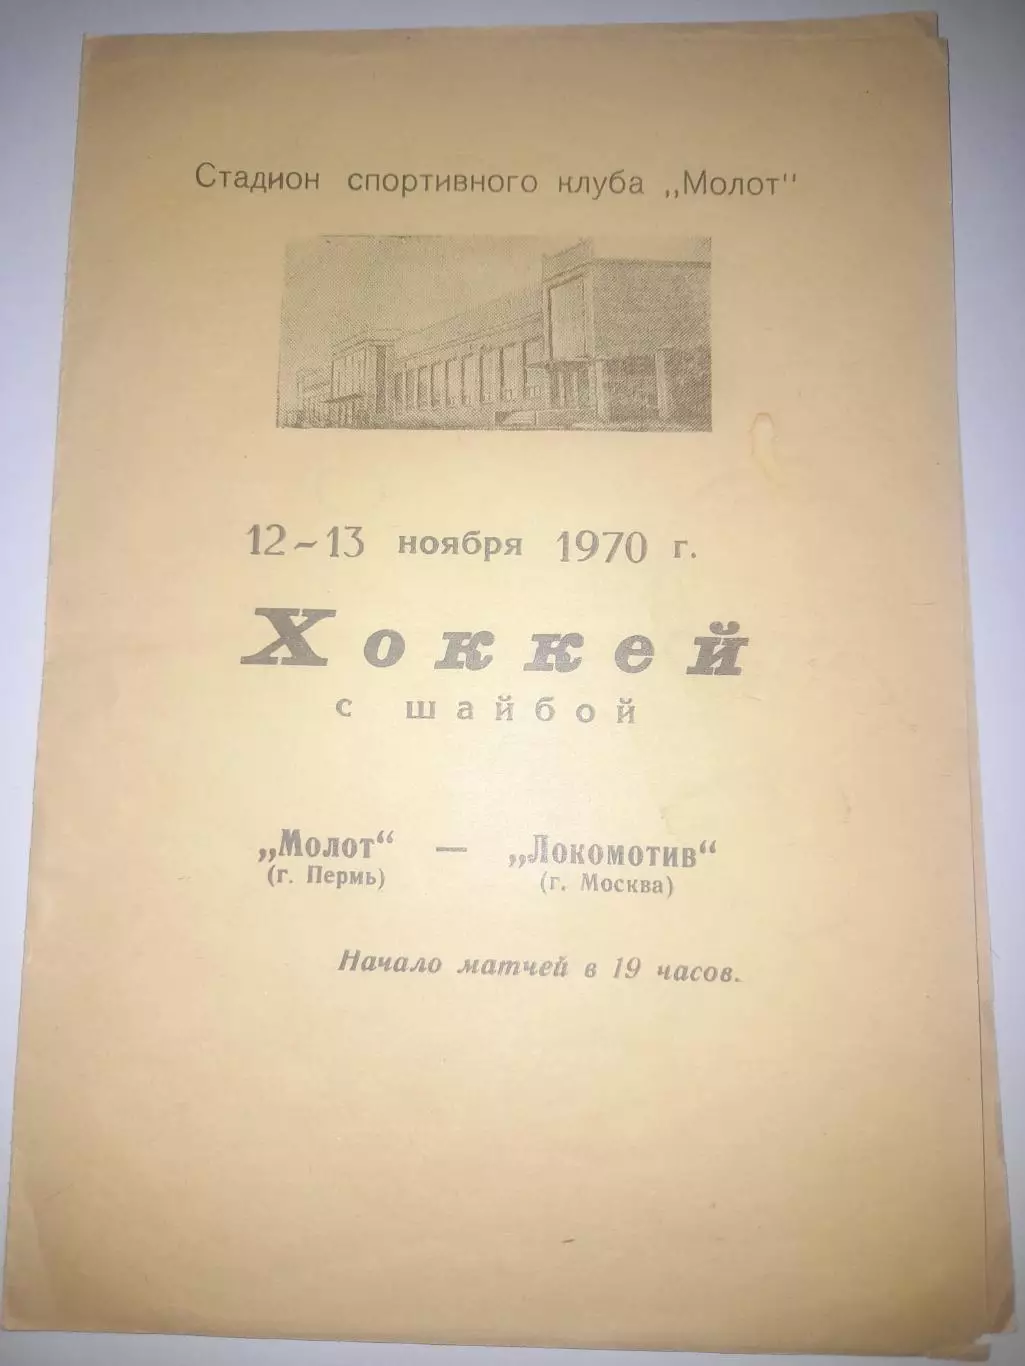 Стадион спортивного клуба „Молот"
12–13 ноября 1970 г.
Хоккей
с шайбой
„Молот“ — „Локомотив“
(г. Пермь) (г. Москва)
Начало матчей в 19 часов.